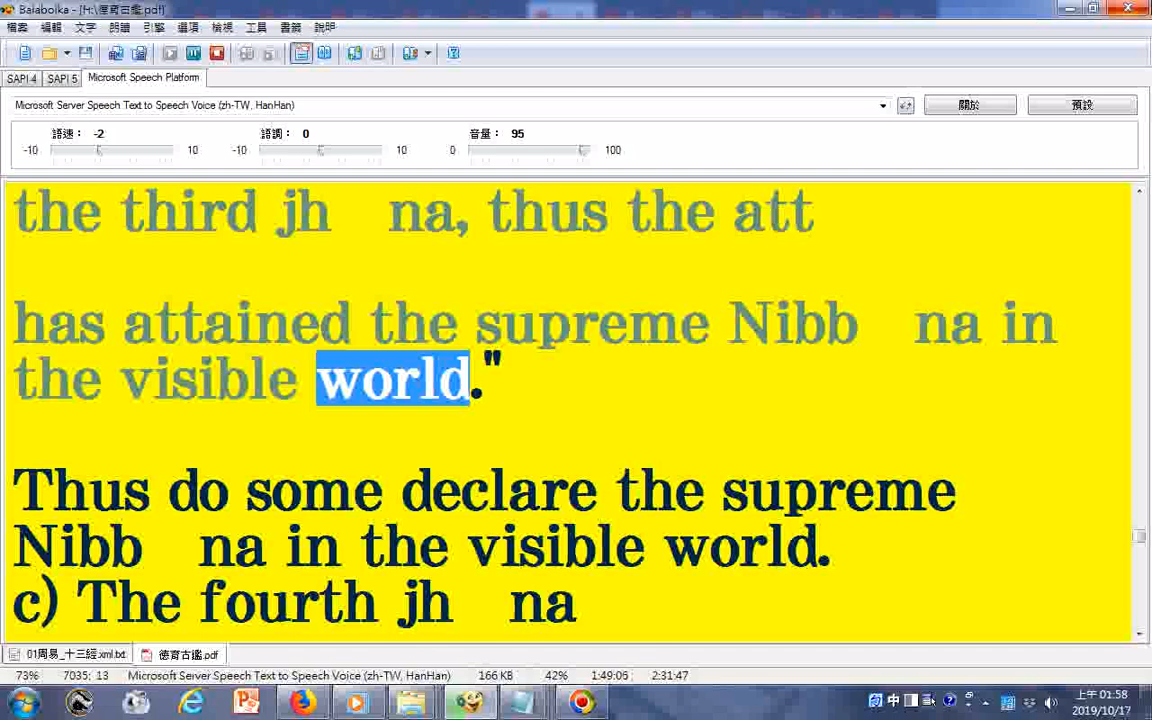 Balabolka - [H:\德育古鑑.pdf]
檔案 編輯 文字 朗讀 引擎 選項 檢視 工具 書籤 說明
SAPI 4 SAPI 5 Microsoft Speech Platform
Microsoft Server Speech Text to Speech Voice (zh-TW, HanHan) 關於 預設
語速： -2 語調： 0 音量： 95
-10 10 -10 10 0 100
the third jh na, thus the att
has attained the supreme Nibb na in
the visible world."
Thus do some declare the supreme
Nibb na in the visible world.
c) The fourth jh na
01周易_十三經.xml.txt 德育古鑑.pdf
73% 7035: 13 Microsoft Server Speech Text to Speech Voice (zh-TW, HanHan) 166 KB 42% 1:49:06 2:31:47
中 上午 01:58
2019/10/17